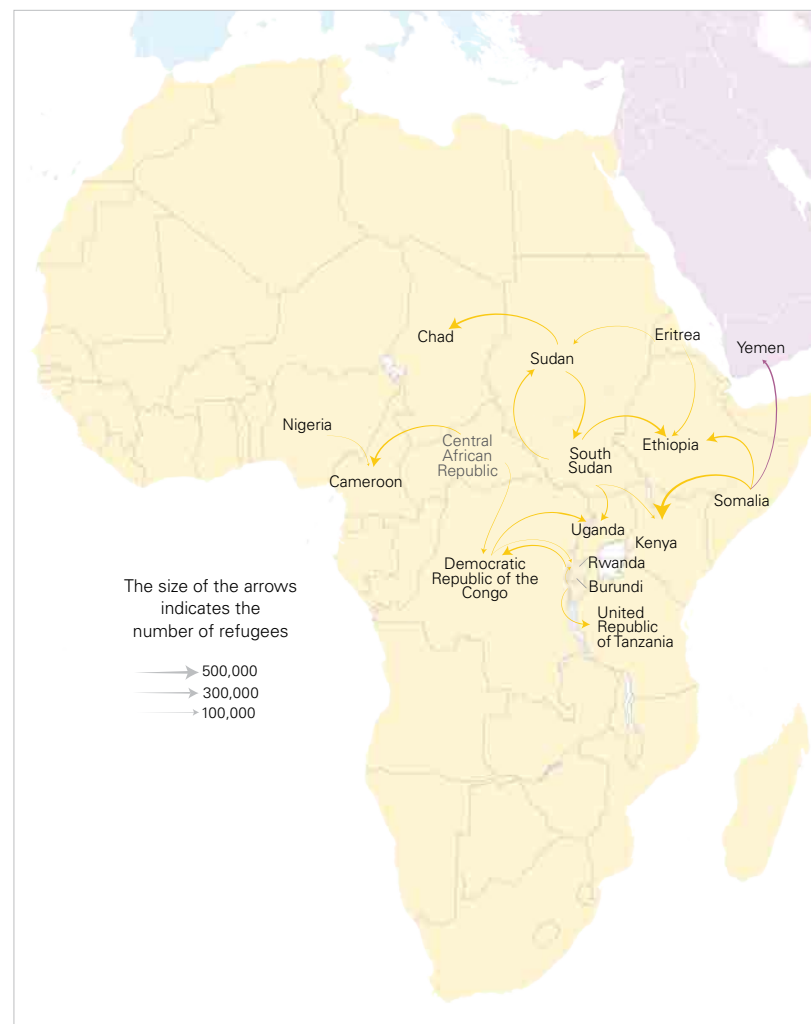 Eritrea
Yemen
Chad
Sudan
Nigeria
Central
African
Republic
South
Sudan
Ethiopia
Cameroon
Somalia
Uganda
Kenya
Democratic
Republic of the
Congo
Rwanda
Burundi
United
Republic
of Tanzania
The size of the arrows
indicates the
number of refugees
500,000
300,000
100,000